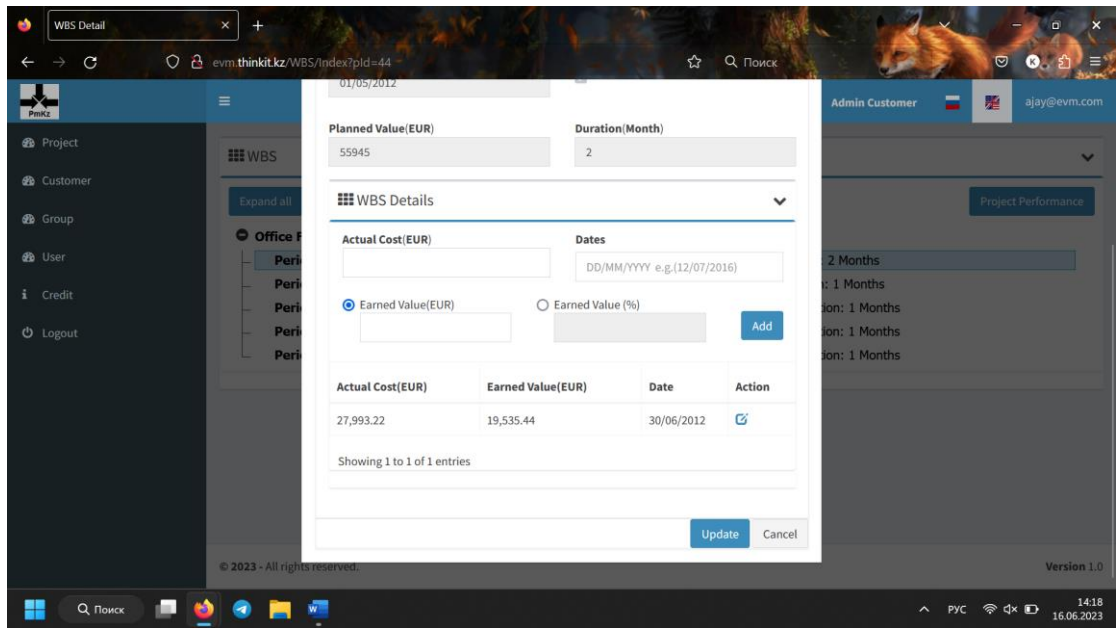 WBS Detail
evm.thinkit.kz/WBS/Index?pId=44
Поиск
PmKz
Admin Customer
ajay@evm.com
Project
Customer
Group
User
Credit
Logout
WBS
Expand all
Project Performance
Office F
Peri
2 Months
Peri
: 1 Months
Peri
ion: 1 Months
Peri
ion: 1 Months
Peri
ion: 1 Months
01/05/2012
Planned Value(EUR)
Duration(Month)
55945
2
WBS Details
Actual Cost(EUR)
Dates
DD/MM/YYYY e.g.(12/07/2016)
Earned Value(EUR)
Earned Value (%)
Add
Actual Cost(EUR) Earned Value(EUR) Date Action
27,993.22 19,535.44 30/06/2012
Showing 1 to 1 of 1 entries
Update
Cancel
© 2023 - All rights reserved.
Version 1.0
Поиск
РУС
14:18
16.06.2023